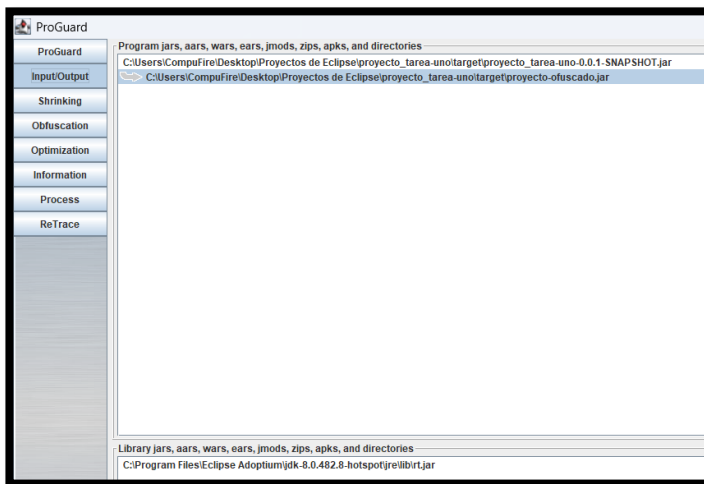 ProGuard
ProGuard
Input/Output
Shrinking
Obfuscation
Optimization
Information
Process
ReTrace
Program jars, aars, wars, ears, jmods, zips, apks, and directories
C:\Users\CompuFire\Desktop\Proyectos de Eclipse\proyecto_tarea-uno\target\proyecto_tarea-uno-0.0.1-SNAPSHOT.jar
C:\Users\CompuFire\Desktop\Proyectos de Eclipse\proyecto_tarea-uno\target\proyecto-ofuscado.jar
Library jars, aars, wars, ears, jmods, zips, apks, and directories
C:\Program Files\Eclipse Adoptium\jdk-8.0.482.8-hotspot\jre\lib\rt.jar